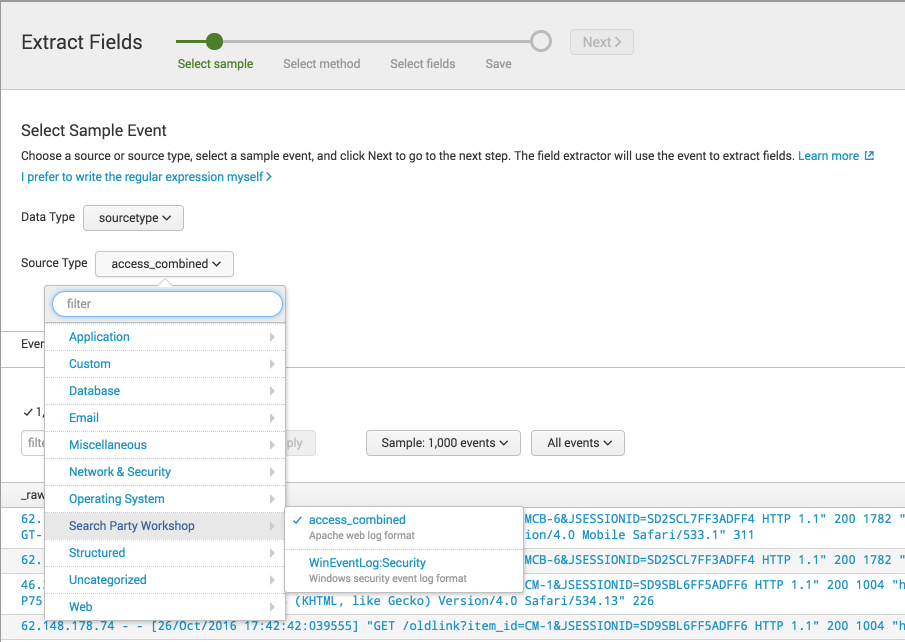 Extract Fields
Next >
Select sample
Select method
Select fields
Save
Select Sample Event
Choose a source or source type, select a sample event, and click Next to go to the next step. The field extractor will use the event to extract fields. Learn more
I prefer to write the regular expression myself >
Data Type
sourcetype
Source Type
access_combined
filter
Application
Custom
Database
Email
✓ 1,
Sample: 1,000 events
All events
Miscellaneous
Network & Security
Operating System
_raw
Search Party Workshop
Structured
Uncategorized
Web
✓ access_combined
Apache web log format
WinEventLog:Security
Windows security event log format
62.
MCB-6&JSESSIONID=SD2SCL7FF3ADFF4 HTTP 1.1" 200 1782 "
GT-
ion/4.0 Mobile Safari/533.1" 311
62.
MCB-6&JSESSIONID=SD2SCL7FF3ADFF4 HTTP 1.1" 200 1782 "
46.
CM-1&JSESSIONID=SD9SBL6FF5ADFF6 HTTP 1.1" 200 1004 "h
P75
(KHTML, like Gecko) Version/4.0 Safari/534.13" 226
62.148.178.74 - - [26/Oct/2016 17:42:42:039555] "GET /oldlink?item_id=CM-1&JSESSIONID=SD9SBL6FF5ADFF6 HTTP 1.1" 200 1004 "h